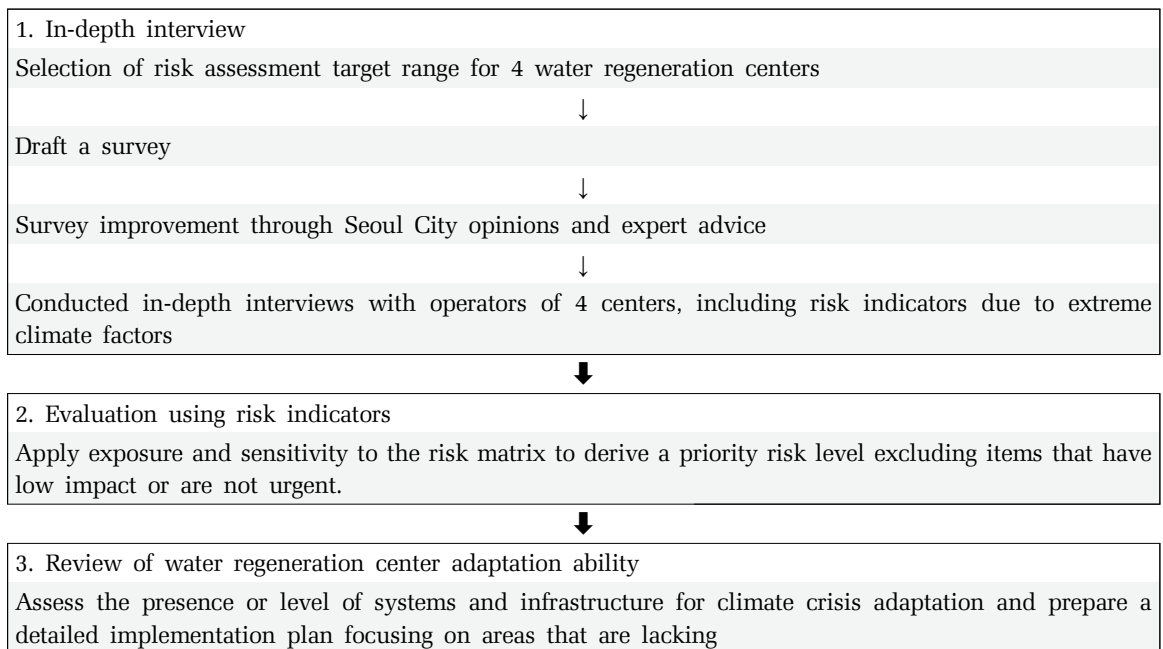 1. In-depth interview
Selection of risk assessment target range for 4 water regeneration centers
↓
Draft a survey
↓
Survey improvement through Seoul City opinions and expert advice
↓
Conducted in-depth interviews with operators of 4 centers, including risk indicators due to extreme
climate factors
⬇
2. Evaluation using risk indicators
Apply exposure and sensitivity to the risk matrix to derive a priority risk level excluding items that have
low impact or are not urgent.
⬇
3. Review of water regeneration center adaptation ability
Assess the presence or level of systems and infrastructure for climate crisis adaptation and prepare a
detailed implementation plan focusing on areas that are lacking